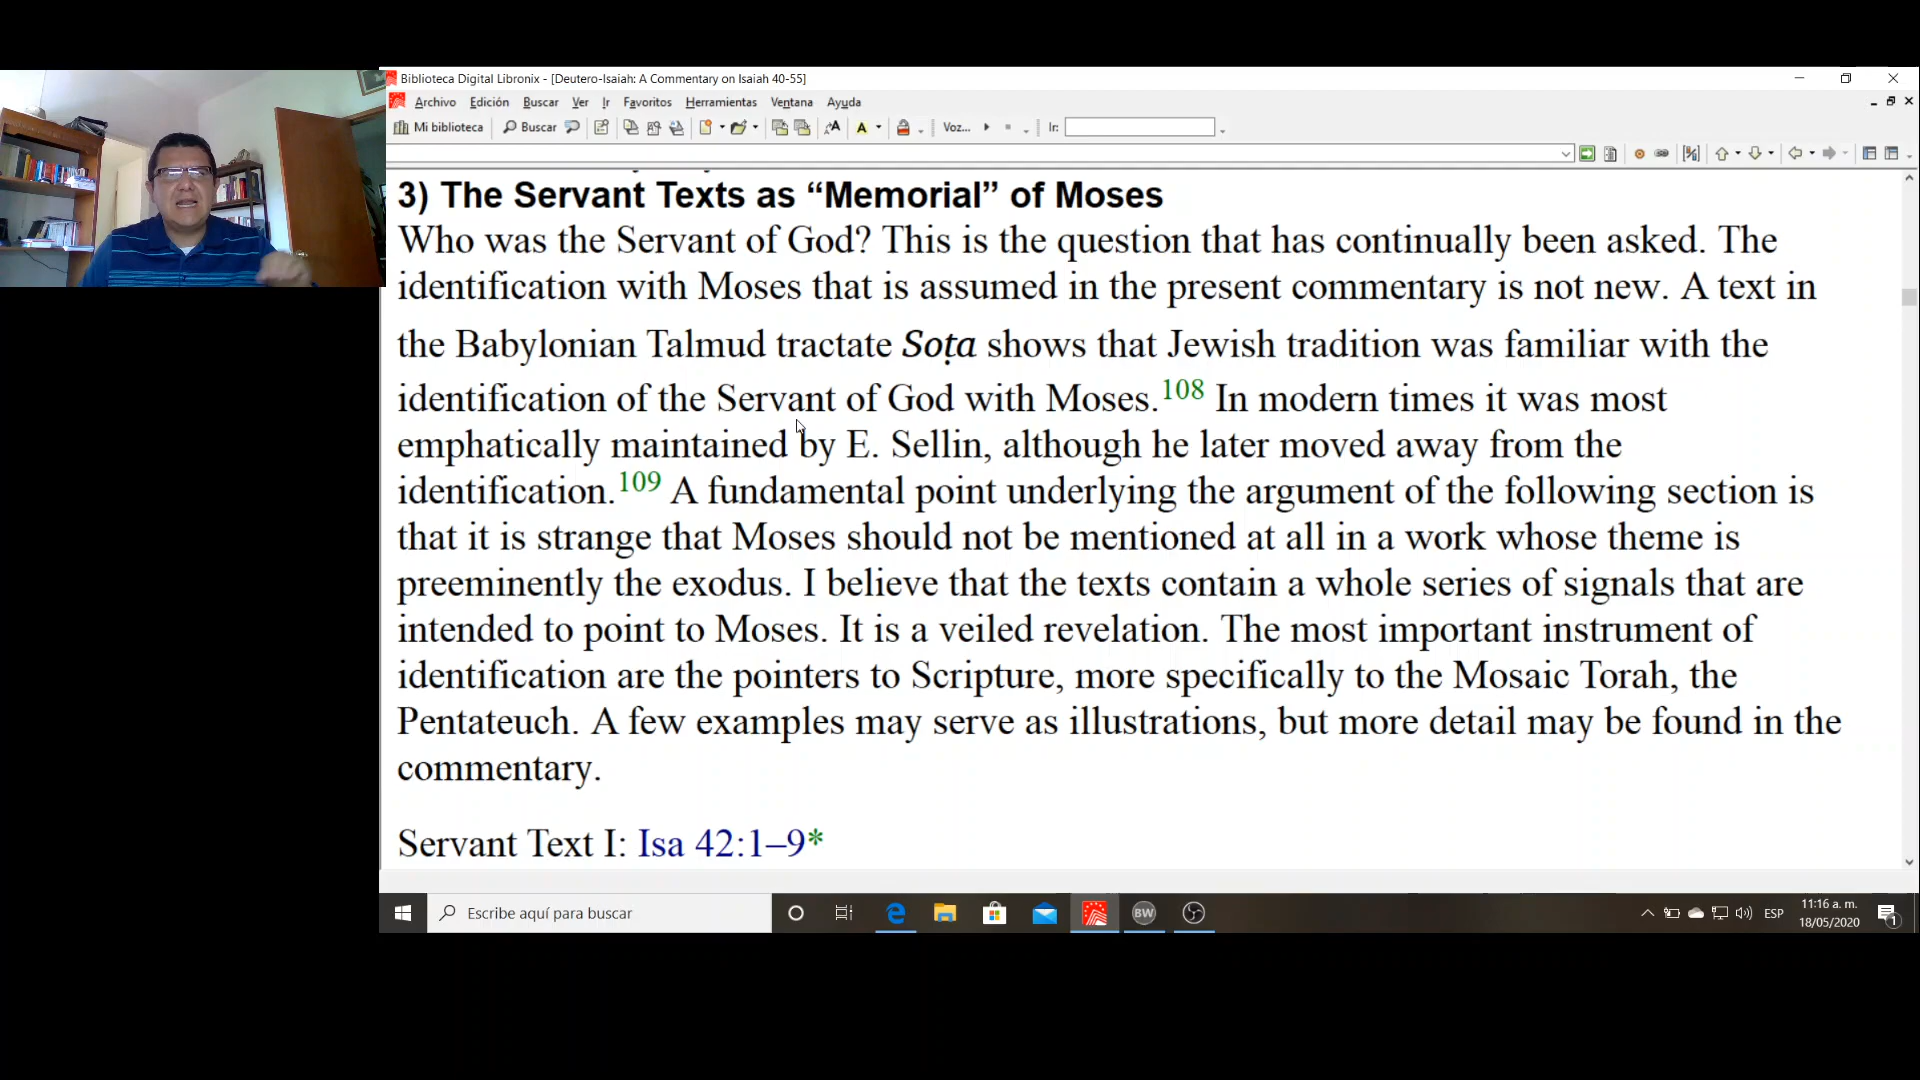 Biblioteca Digital Libronix - [Deutero-Isaiah: A Commentary on Isaiah 40-55]
Archivo Edición Buscar Ver Ir Favoritos Herramientas Ventana Ayuda
Mi biblioteca Buscar A Voz... Ir:
3) The Servant Texts as “Memorial” of Moses
Who was the Servant of God? This is the question that has continually been asked. The
identification with Moses that is assumed in the present commentary is not new. A text in
the Babylonian Talmud tractate Soṭa shows that Jewish tradition was familiar with the
identification of the Servant of God with Moses.108 In modern times it was most
emphatically maintained by E. Sellin, although he later moved away from the
identification.109 A fundamental point underlying the argument of the following section is
that it is strange that Moses should not be mentioned at all in a work whose theme is
preeminently the exodus. I believe that the texts contain a whole series of signals that are
intended to point to Moses. It is a veiled revelation. The most important instrument of
identification are the pointers to Scripture, more specifically to the Mosaic Torah, the
Pentateuch. A few examples may serve as illustrations, but more detail may be found in the
commentary.
Servant Text I: Isa 42:1–9*
Escribe aquí para buscar
BW
ESP
11:16 a. m.
18/05/2020
1